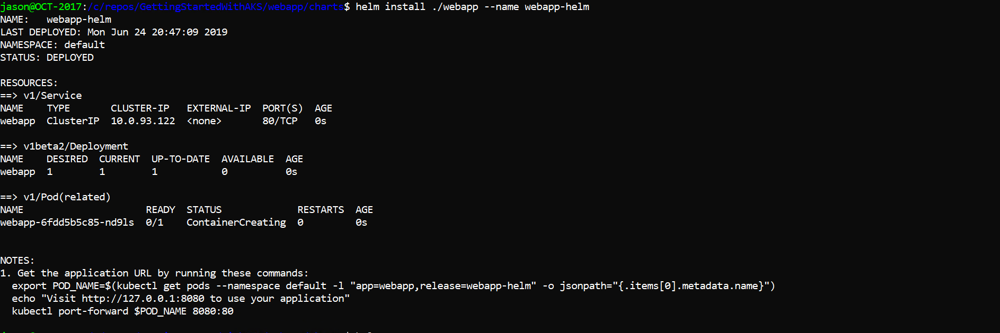 jason@OCT-2017:/c/repos/GettingStartedWithAKS/webapp/charts$ helm install ./webapp --name webapp-helm
NAME:   webapp-helm
LAST DEPLOYED: Mon Jun 24 20:47:09 2019
NAMESPACE: default
STATUS: DEPLOYED
RESOURCES:
==> v1/Service
NAME    TYPE       CLUSTER-IP   EXTERNAL-IP  PORT(S)  AGE
webapp  ClusterIP  10.0.93.122  <none>       80/TCP   0s
==> v1beta2/Deployment
NAME    DESIRED  CURRENT  UP-TO-DATE  AVAILABLE  AGE
webapp  1        1        1           0          0s
==> v1/Pod(related)
NAME                     READY  STATUS             RESTARTS  AGE
webapp-6fdd5b5c85-nd9ls  0/1    ContainerCreating  0         0s
NOTES:
1. Get the application URL by running these commands:
  export POD_NAME=$(kubectl get pods --namespace default -l "app=webapp,release=webapp-helm" -o jsonpath="{.items[0].metadata.name}")
  echo "Visit http://127.0.0.1:8080 to use your application"
  kubectl port-forward $POD_NAME 8080:80